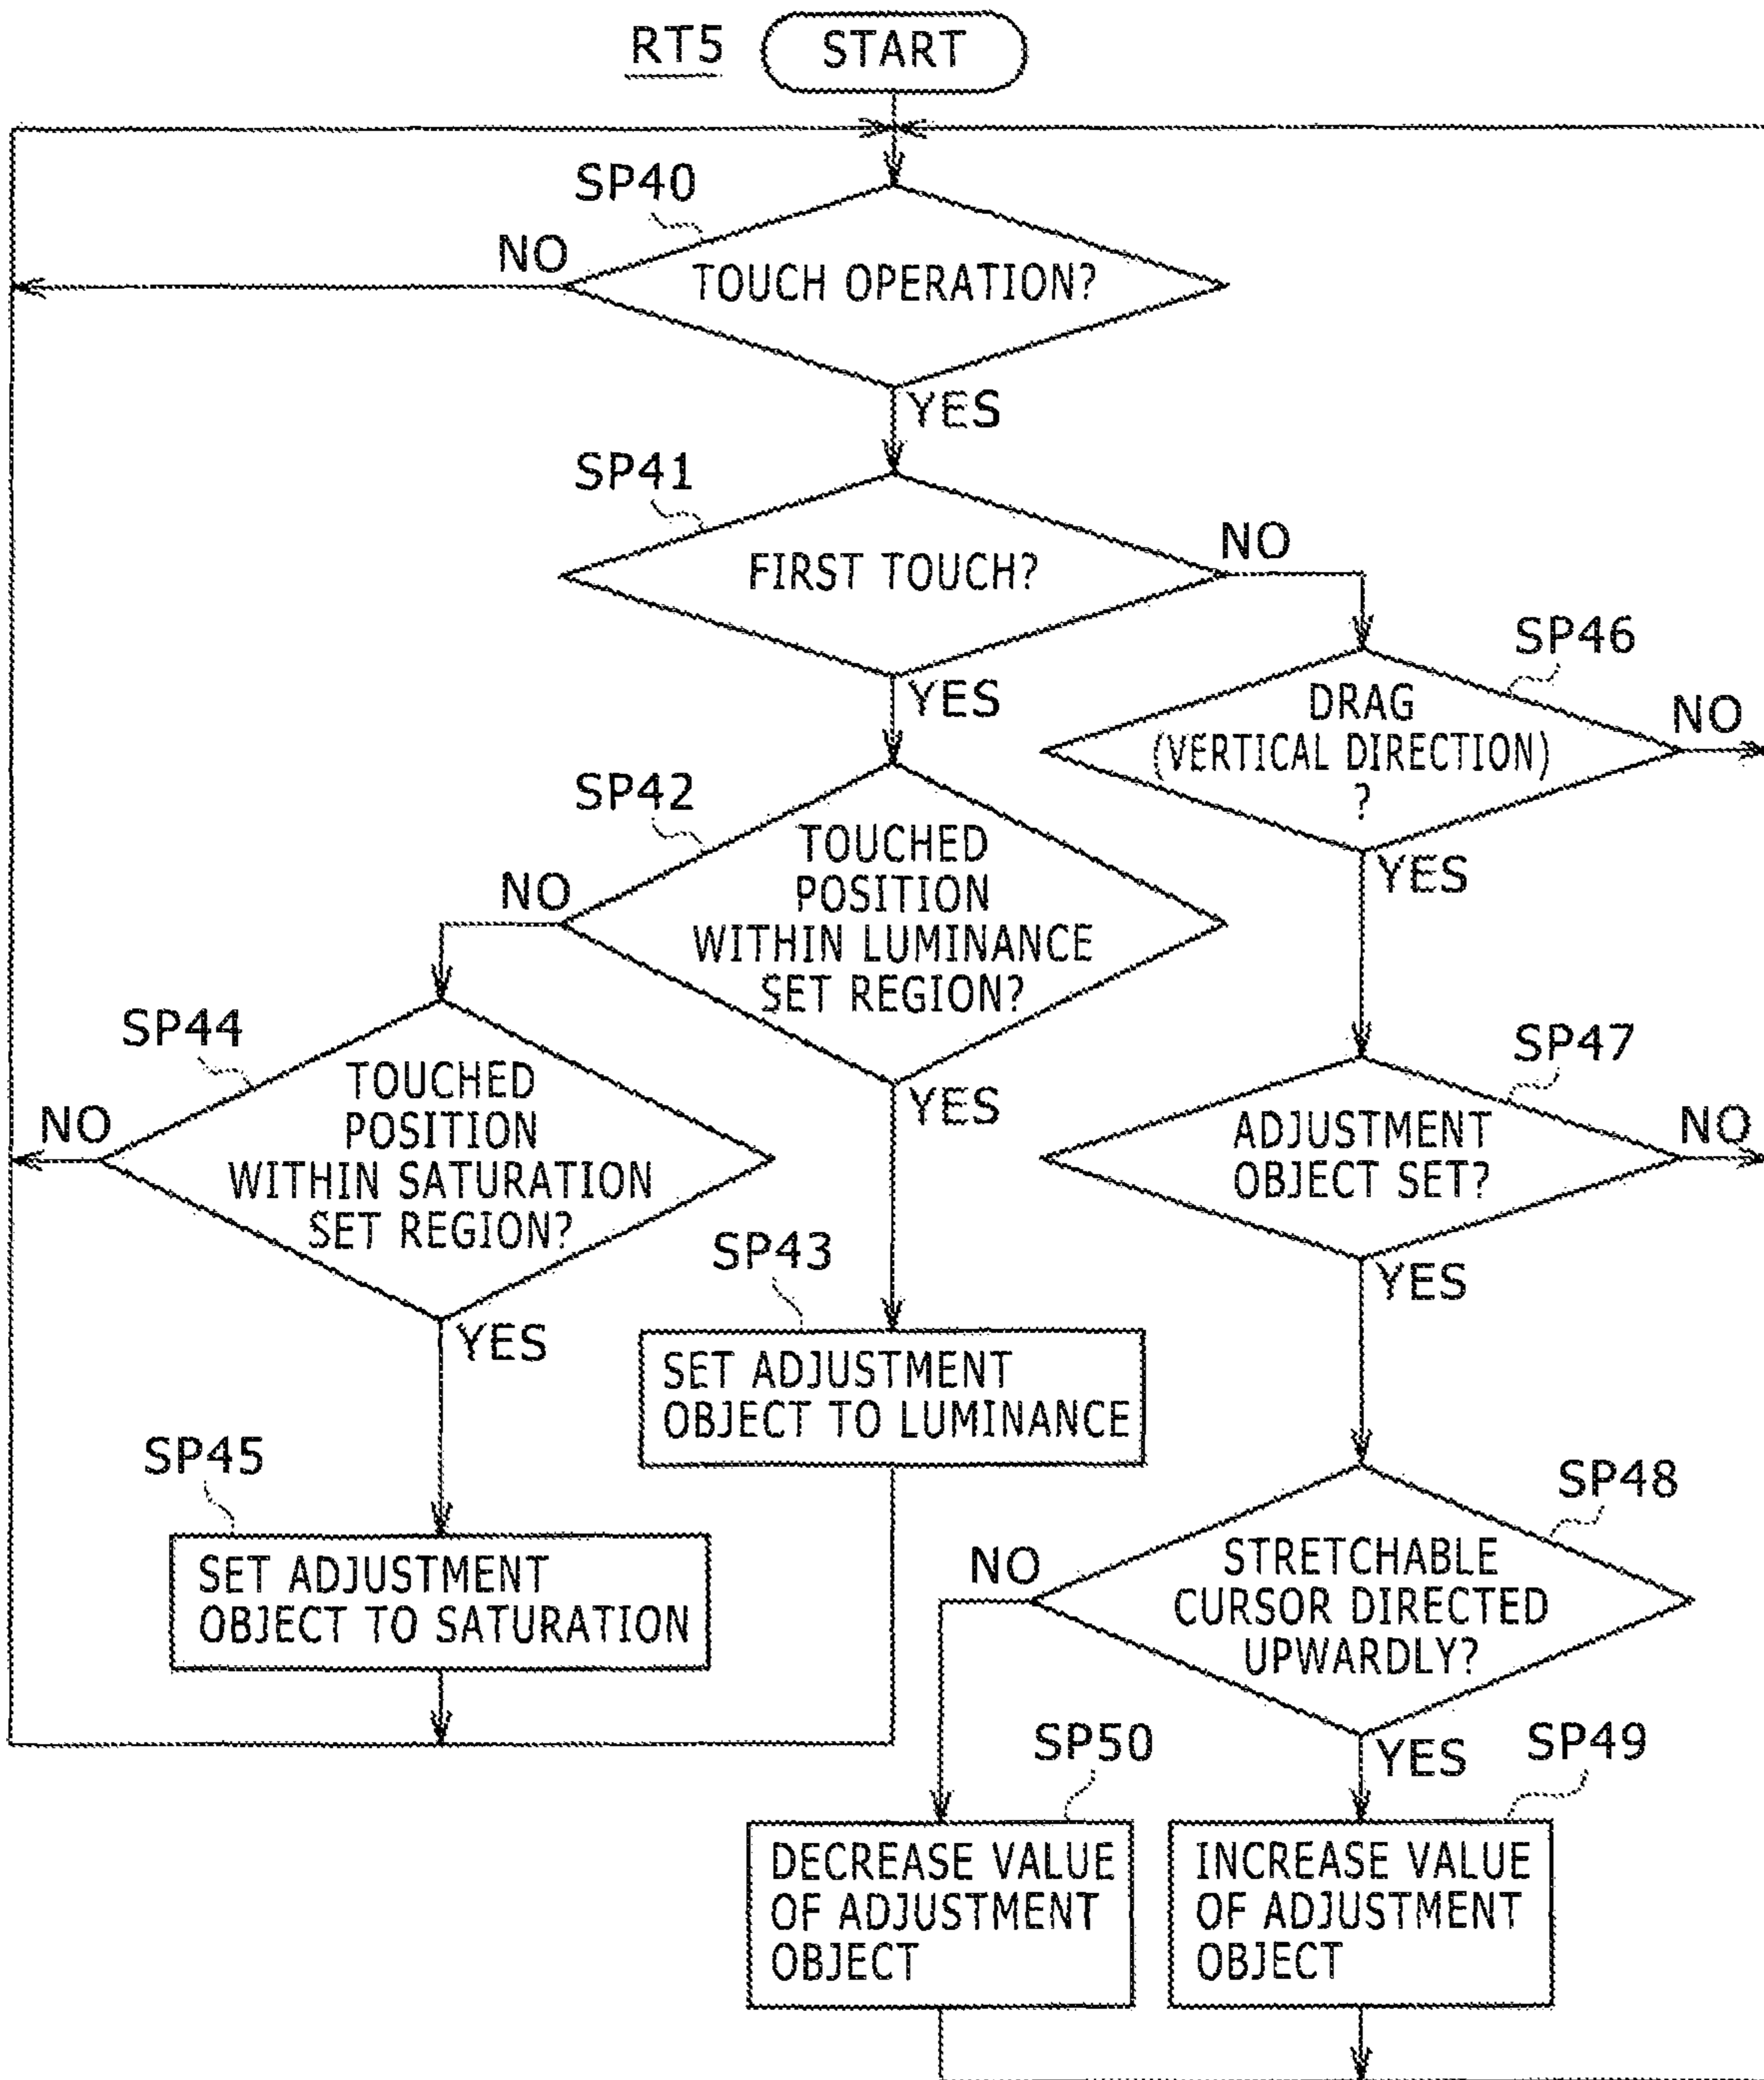 RT5
START
SP40
NO
TOUCH OPERATION?
YES
SP41
NO
FIRST TOUCH?
YES
SP46
DRAG
(VERTICAL DIRECTION)
?
NO
YES
SP42
TOUCHED
POSITION
WITHIN LUMINANCE
SET REGION?
NO
YES
SP44
TOUCHED
POSITION
WITHIN SATURATION
SET REGION?
NO
YES
SP47
ADJUSTMENT
OBJECT SET?
NO
YES
SP43
SET ADJUSTMENT
OBJECT TO LUMINANCE
SP45
SET ADJUSTMENT
OBJECT TO SATURATION
SP48
STRETCHABLE
CURSOR DIRECTED
UPWARDLY?
NO
YES
SP50
DECREASE VALUE
OF ADJUSTMENT
OBJECT
SP49
INCREASE VALUE
OF ADJUSTMENT
OBJECT